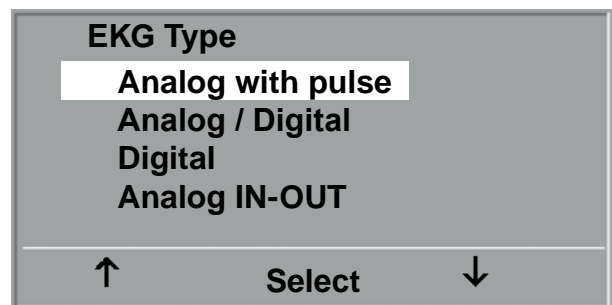 EKG Type
Analog with pulse
Analog / Digital
Digital
Analog IN-OUT
↑ Select ↓